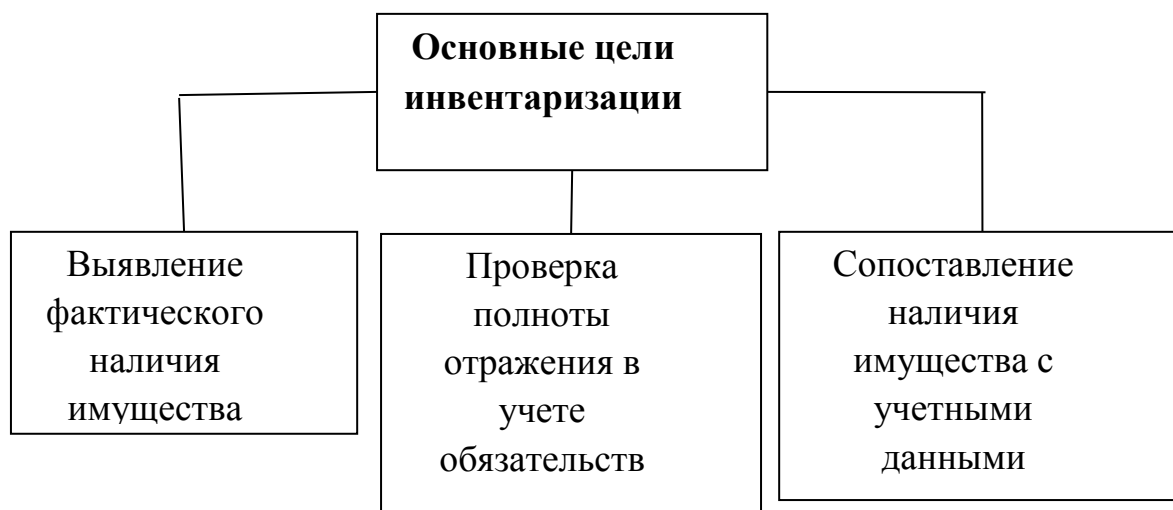 Основные цели
инвентаризации
Выявление
фактического
наличия
имущества
Проверка
полноты
отражения в
учете
обязательств
Сопоставление
наличия
имущества с
учетными
данными